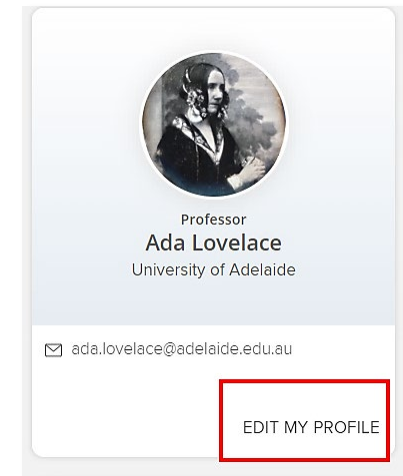 Professor
Ada Lovelace
University of Adelaide
ada.lovelace@adelaide.edu.au
EDIT MY PROFILE